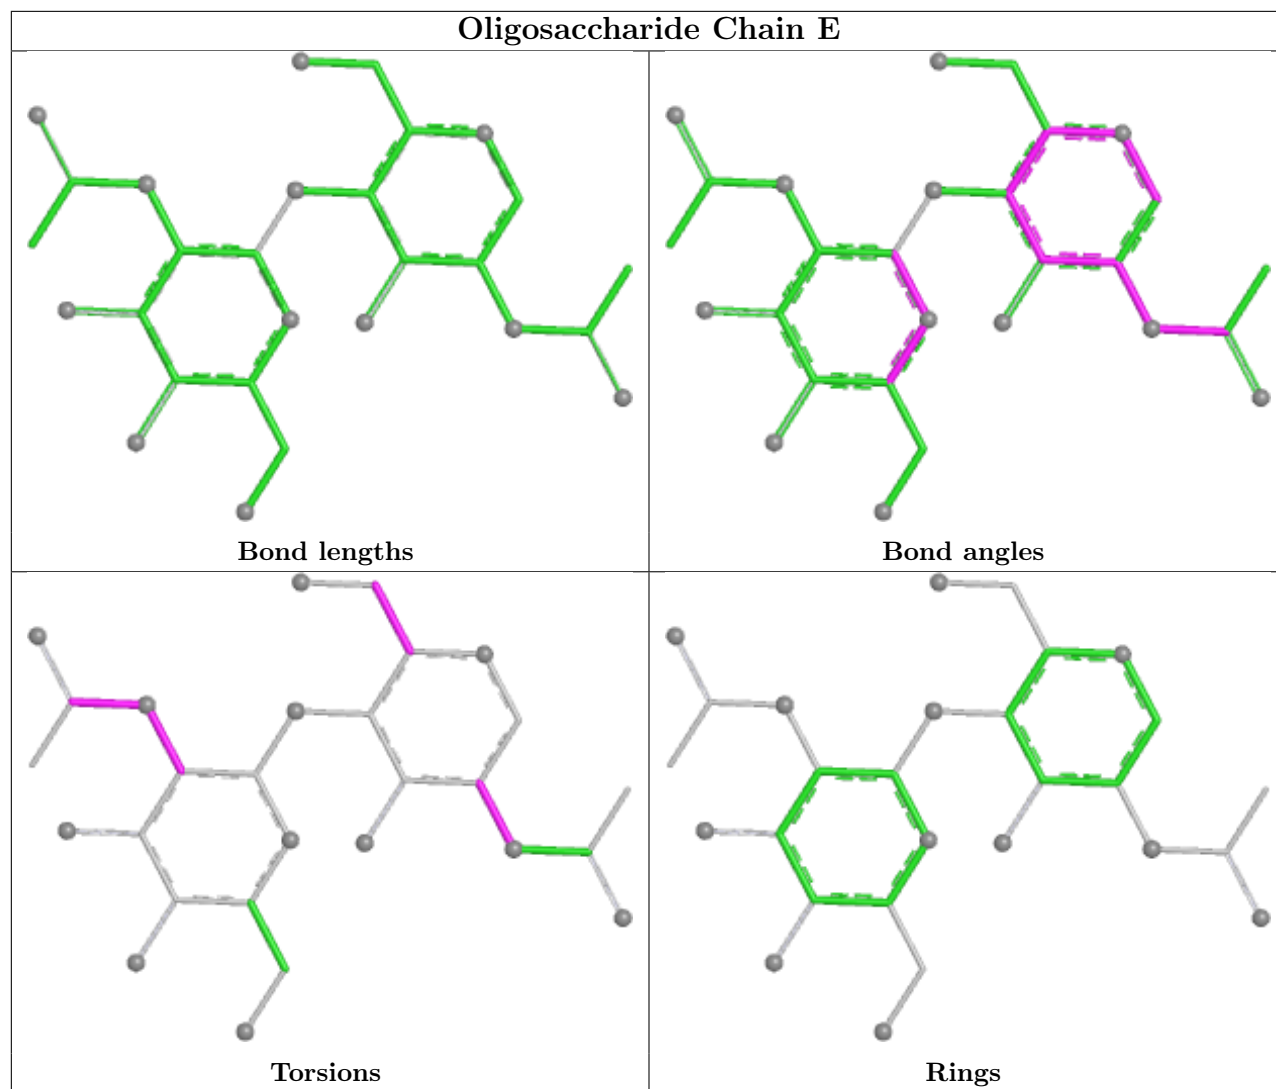 Oligosaccharide Chain E
Bond lengths
Bond angles
Torsions
Rings